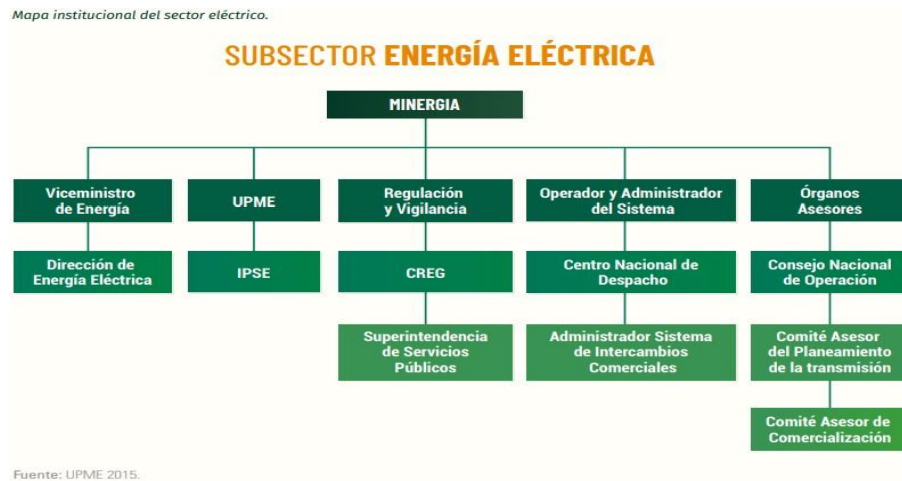 Mapa institucional del sector eléctrico.
SUBSECTOR ENERGÍA ELÉCTRICA
MINERGIA
Viceministro
de Energía
UPME
Regulación
y Vigilancia
Operador y Administrador
del Sistema
Órganos
Asesores
Dirección de
Energía Eléctrica
IPSE
CREG
Centro Nacional de
Despacho
Consejo Nacional
de Operación
Superintendencia
de Servicios
Públicos
Administrador Sistema
de Intercambios
Comerciales
Comité Asesor
del Planeamiento
de la transmisión
Comité Asesor de
Comercialización
Fuente: UPME 2015.